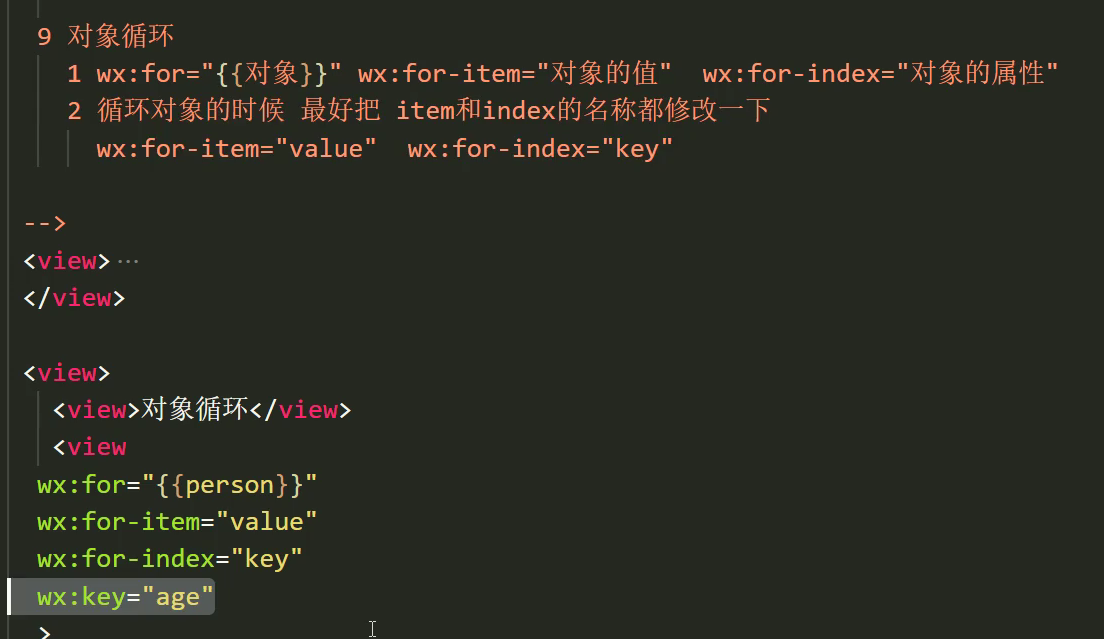 9 对象循环
1 wx:for="{{对象}}" wx:for-item="对象的值"  wx:for-index="对象的属性"
2 循环对象的时候 最好把 item和index的名称都修改一下
wx:for-item="value"  wx:for-index="key"
-->
<view>…
</view>
<view>
<view>对象循环</view>
<view
wx:for="{{person}}"
wx:for-item="value"
wx:for-index="key"
wx:key="age"
>